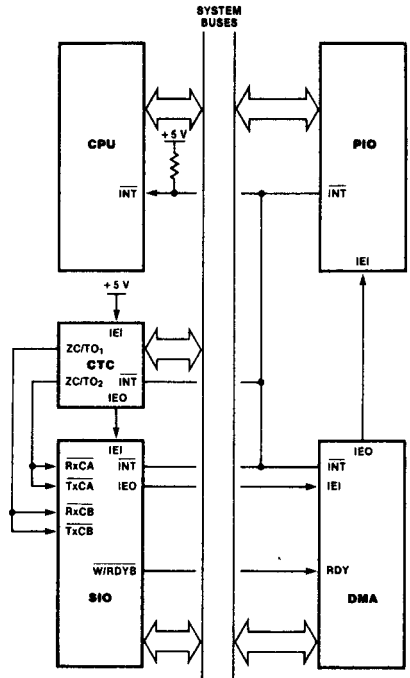 SYSTEM
BUSES
CPU
+5 V
INT
PIO
INT
IEI
+5 V
IEI
ZC/TO₁
CTC
ZC/TO₂
INT
IEO
IEI
RxCA
INT
TxCA
IEO
RxCB
TxCB
W/RDYB
SIO
IEO
INT
IEI
RDY
DMA